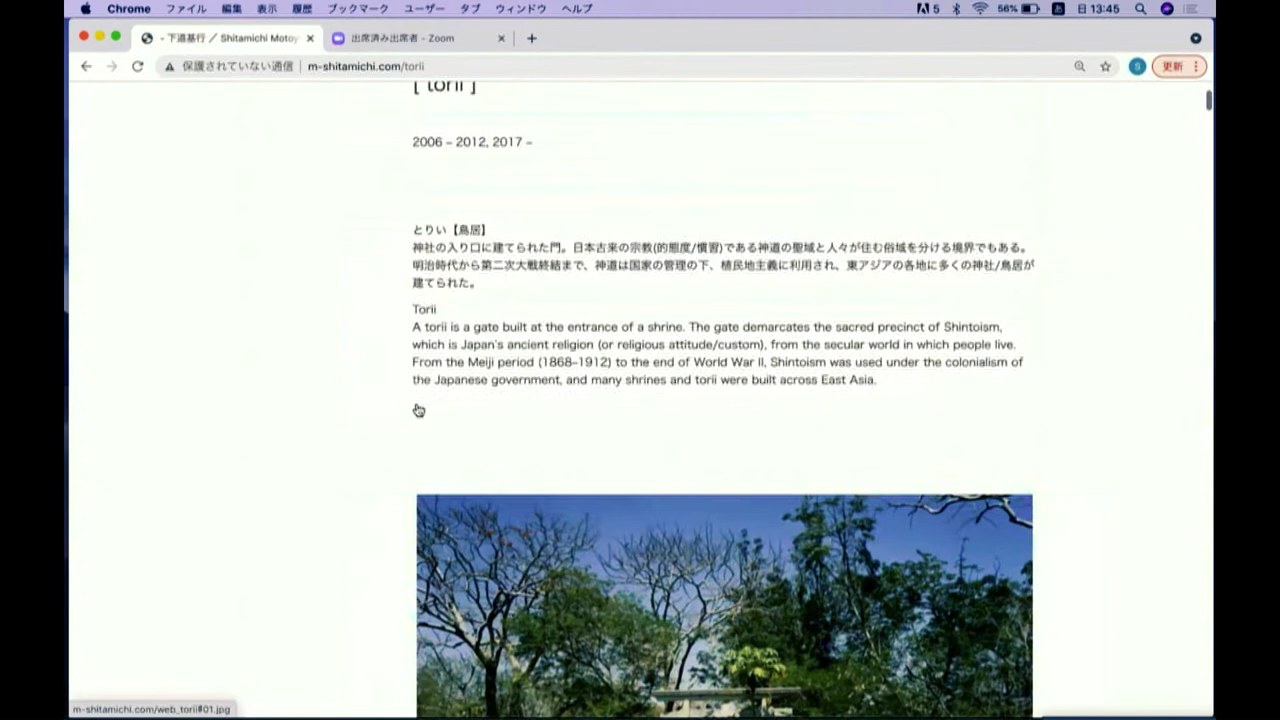 Chrome ファイル 編集 表示 履歴 ブックマーク ユーザー タブ ウィンドウ ヘルプ 5 56% あ 日 13:45
- 下道基行 ／ Shitamichi Motoy 出席済み出席者 - Zoom
保護されていない通信 m-shitamichi.com/torii S 更新
[ torii ]
2006 – 2012, 2017 –
とりい【鳥居】
神社の入り口に建てられた門。日本古来の宗教(的態度/慣習)である神道の聖域と人々が住む俗域を分ける境界でもある。
明治時代から第二次大戦終結まで、神道は国家の管理の下、植民地主義に利用され、東アジアの各地に多くの神社/鳥居が
建てられた。
Torii
A torii is a gate built at the entrance of a shrine. The gate demarcates the sacred precinct of Shintoism,
which is Japan's ancient religion (or religious attitude/custom), from the secular world in which people live.
From the Meiji period (1868–1912) to the end of World War II, Shintoism was used under the colonialism of
the Japanese government, and many shrines and torii were built across East Asia.
m-shitamichi.com/web_torii#01.jpg